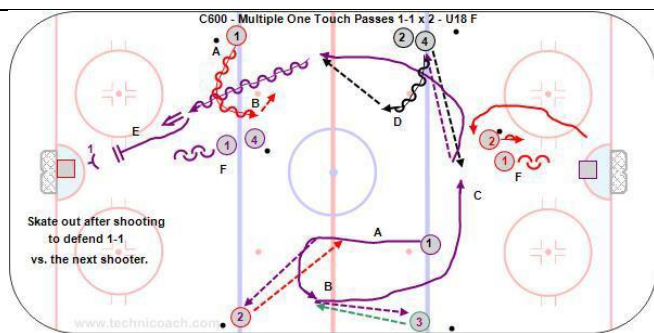 C600 - Multiple One Touch Passes 1-1 x 2 - U18 F
1
A
2
4
B
D
E
1
1
4
F
2
1
F
C
Skate out after shooting
to defend 1-1
vs. the next shooter.
A
1
B
2
3
www.technicoach.com